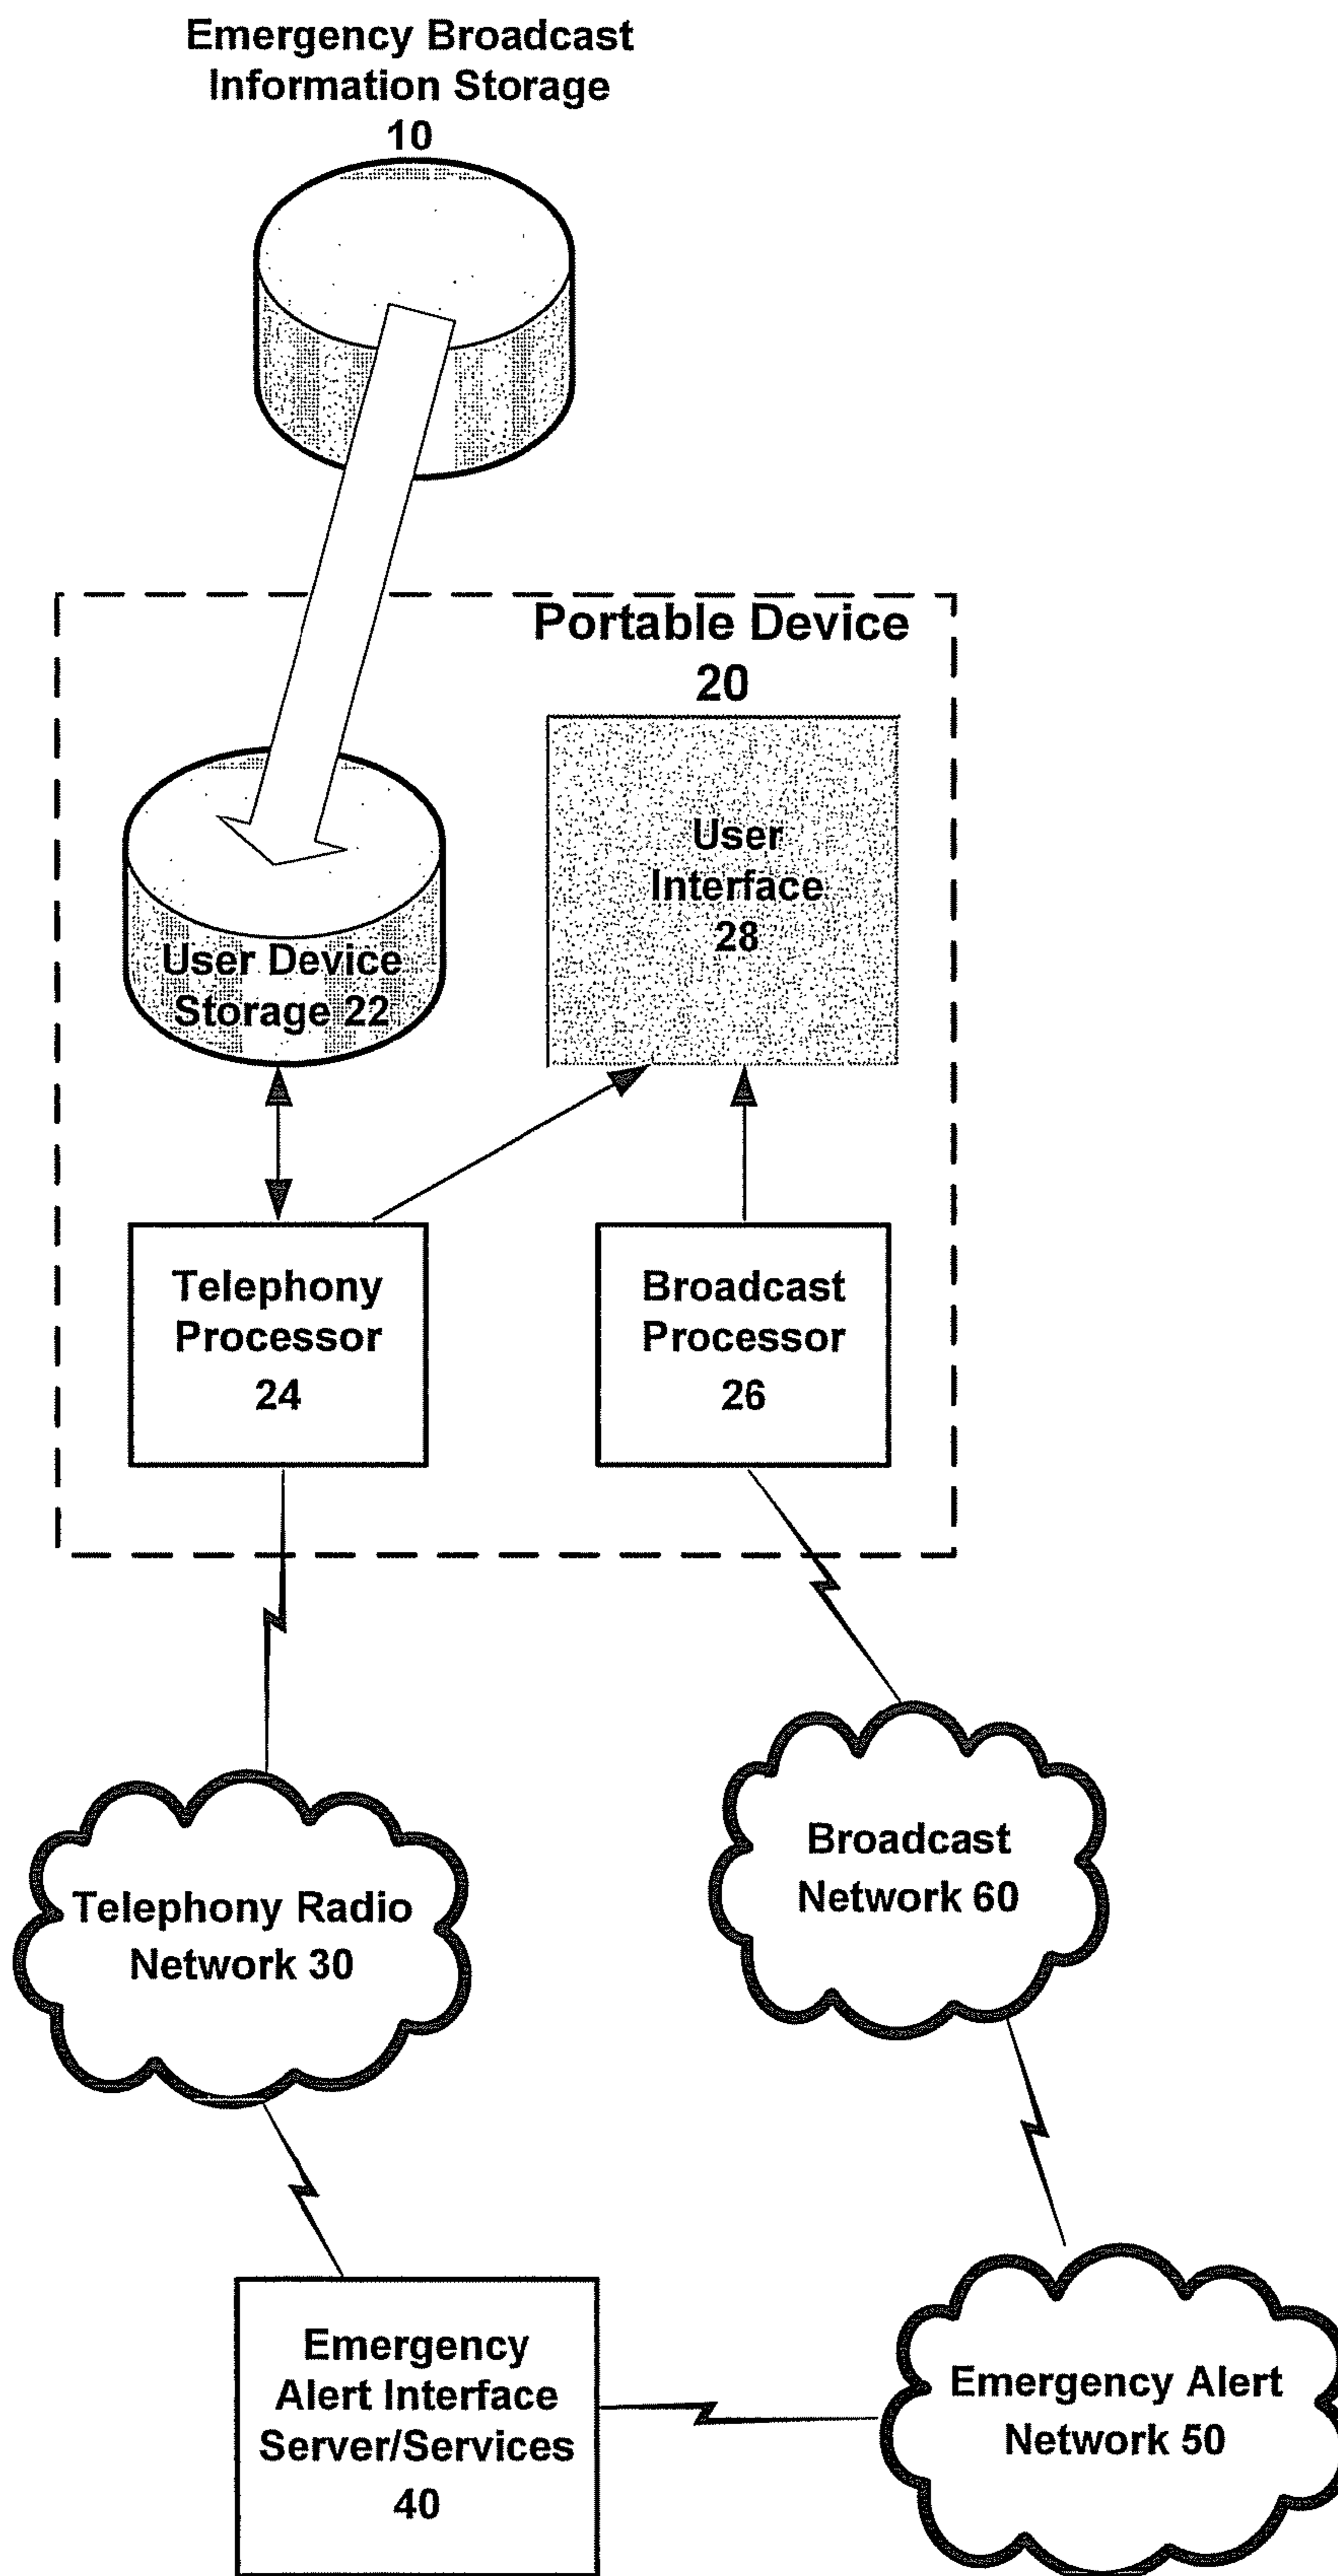 Emergency Broadcast
Information Storage
10
Portable Device
20
User
Interface
28
User Device
Storage 22
Telephony
Processor
24
Broadcast
Processor
26
Broadcast
Network 60
Telephony Radio
Network 30
Emergency
Alert Interface
Server/Services
40
Emergency Alert
Network 50